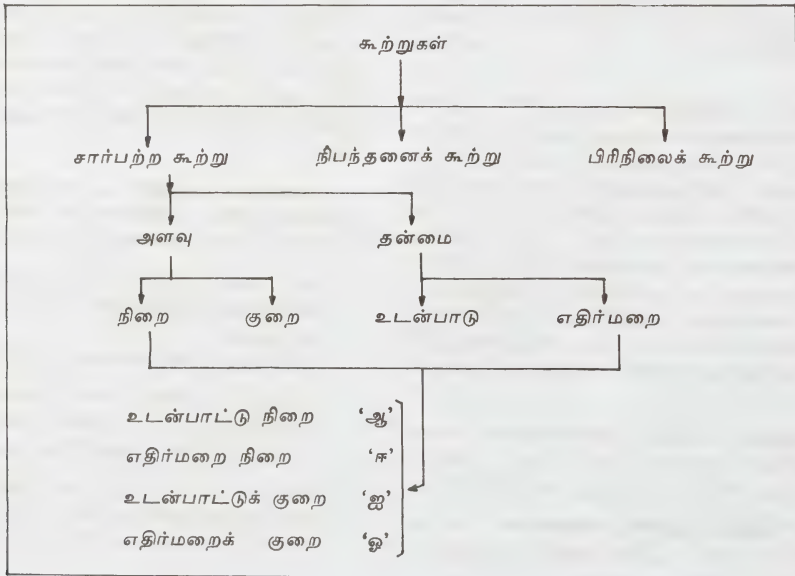 கூற்றுகள்
சார்பற்ற கூற்று நிபந்தனைக் கூற்று பிரிநிலைக் கூற்று
அளவு தன்மை
நிறை குறை உடன்பாடு எதிர்மறை
உடன்பாட்டு நிறை ‘ஆ’
எதிர்மறை நிறை ‘ஈ’
உடன்பாட்டுக் குறை ‘ஐ’
எதிர்மறைக் குறை ‘ஓ’